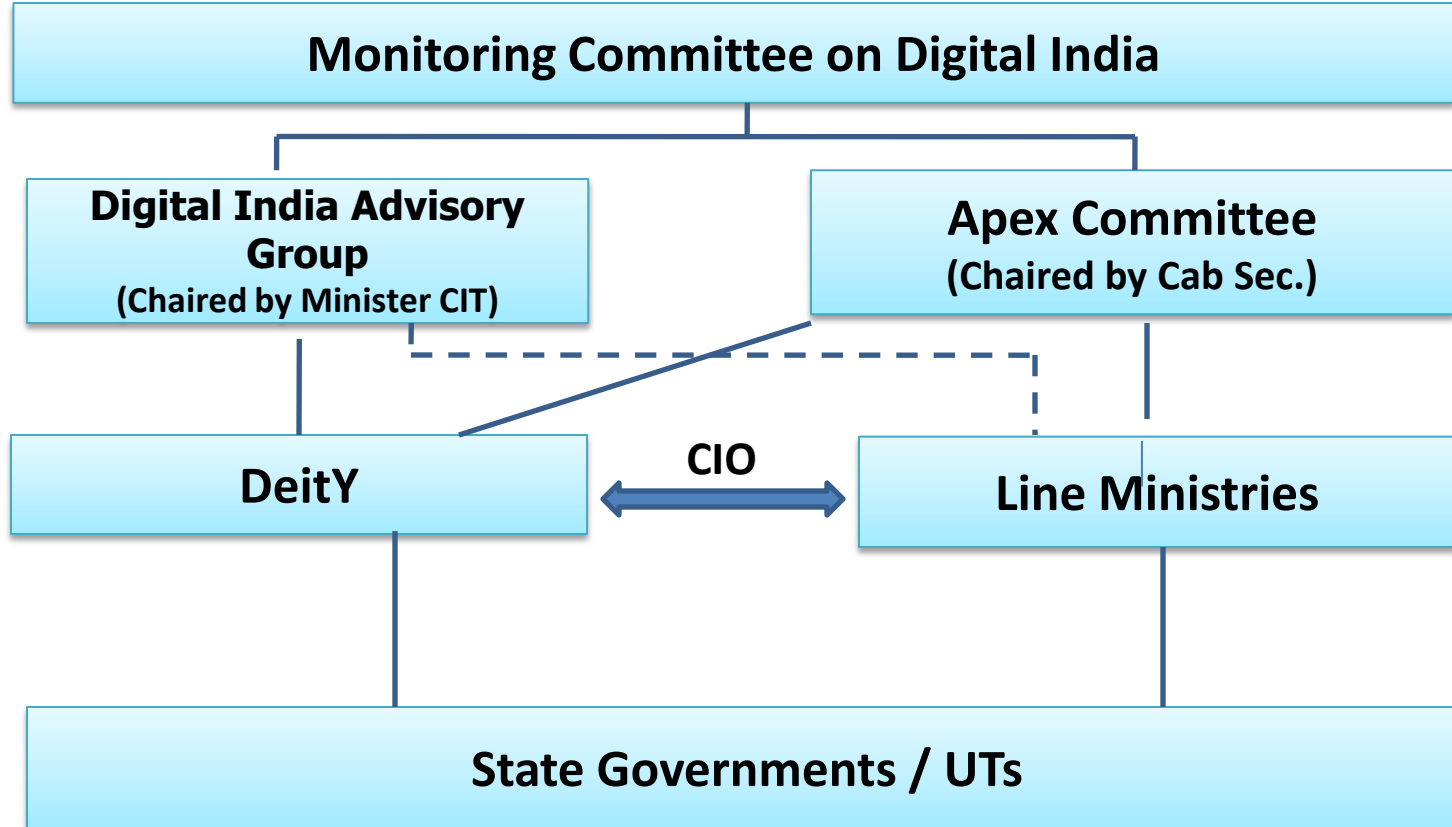 Monitoring Committee on Digital India
Digital India Advisory
Group
(Chaired by Minister CIT)
Apex Committee
(Chaired by Cab Sec.)
DeitY
CIO
Line Ministries
State Governments / UTs